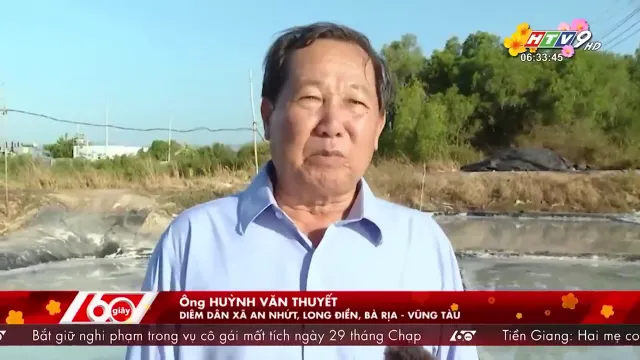 HTV9 HD
06:33:45
60 giây
Ông HUỲNH VĂN THUYẾT
DIÊM DÂN XÃ AN NHỨT, LONG ĐIỀN, BÀ RỊA - VŨNG TÀU
Bắt giữ nghi phạm trong vụ cô gái mất tích ngày 29 tháng Chạp
60 giây
Tiền Giang: Hai mẹ co